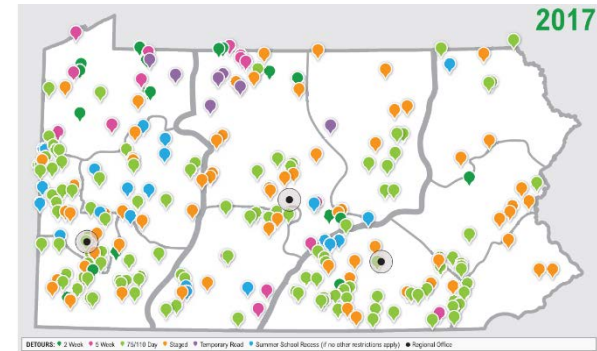 2017
DETOURS: 2 Week 5 Week 75/110 Day Staged Temporary Road Summer School Recess (if no other restrictions apply) Regional Office